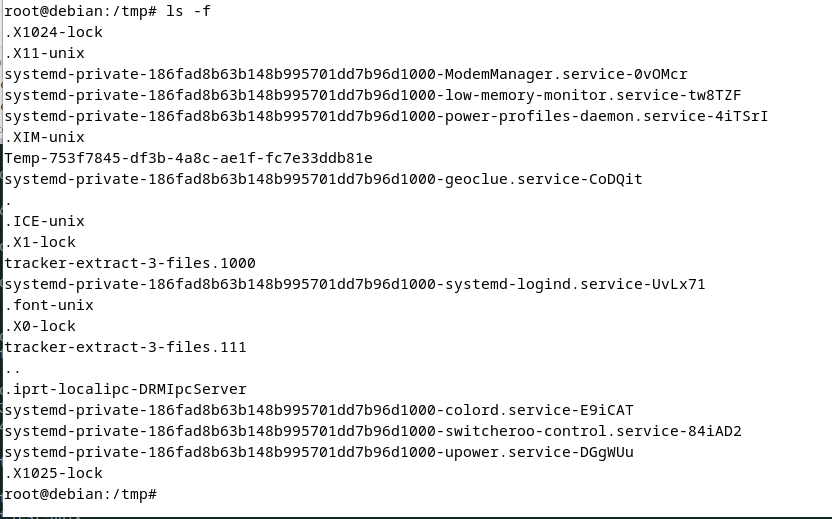 root@debian:/tmp# ls -f
.X1024-lock
.X11-unix
systemd-private-186fad8b63b148b995701dd7b96d1000-ModemManager.service-0vOMcr
systemd-private-186fad8b63b148b995701dd7b96d1000-low-memory-monitor.service-tw8TZF
systemd-private-186fad8b63b148b995701dd7b96d1000-power-profiles-daemon.service-4iTSrI
.XIM-unix
Temp-753f7845-df3b-4a8c-ae1f-fc7e33ddb81e
systemd-private-186fad8b63b148b995701dd7b96d1000-geoclue.service-CoDQit
.
.ICE-unix
.X1-lock
tracker-extract-3-files.1000
systemd-private-186fad8b63b148b995701dd7b96d1000-systemd-logind.service-UvLx71
.font-unix
.X0-lock
tracker-extract-3-files.111
..
.iprt-localipc-DRMIpcServer
systemd-private-186fad8b63b148b995701dd7b96d1000-colord.service-E9iCAT
systemd-private-186fad8b63b148b995701dd7b96d1000-switcheroo-control.service-84iAD2
systemd-private-186fad8b63b148b995701dd7b96d1000-upower.service-DGgWUu
.X1025-lock
root@debian:/tmp#